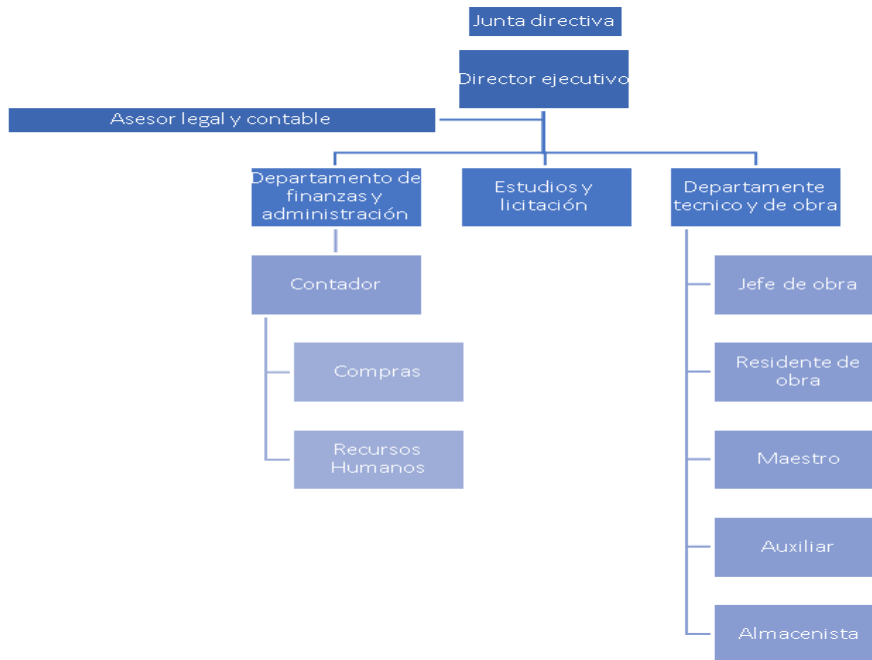 Junta directiva
Director ejecutivo
Asesor legal y contable
Departamento de
finanzas y
administración
Estudios y
licitación
Departamente
tecnico y de obra
Contador
Compras
Recursos
Humanos
Jefe de obra
Residente de
obra
Maestro
Auxiliar
Almacenista